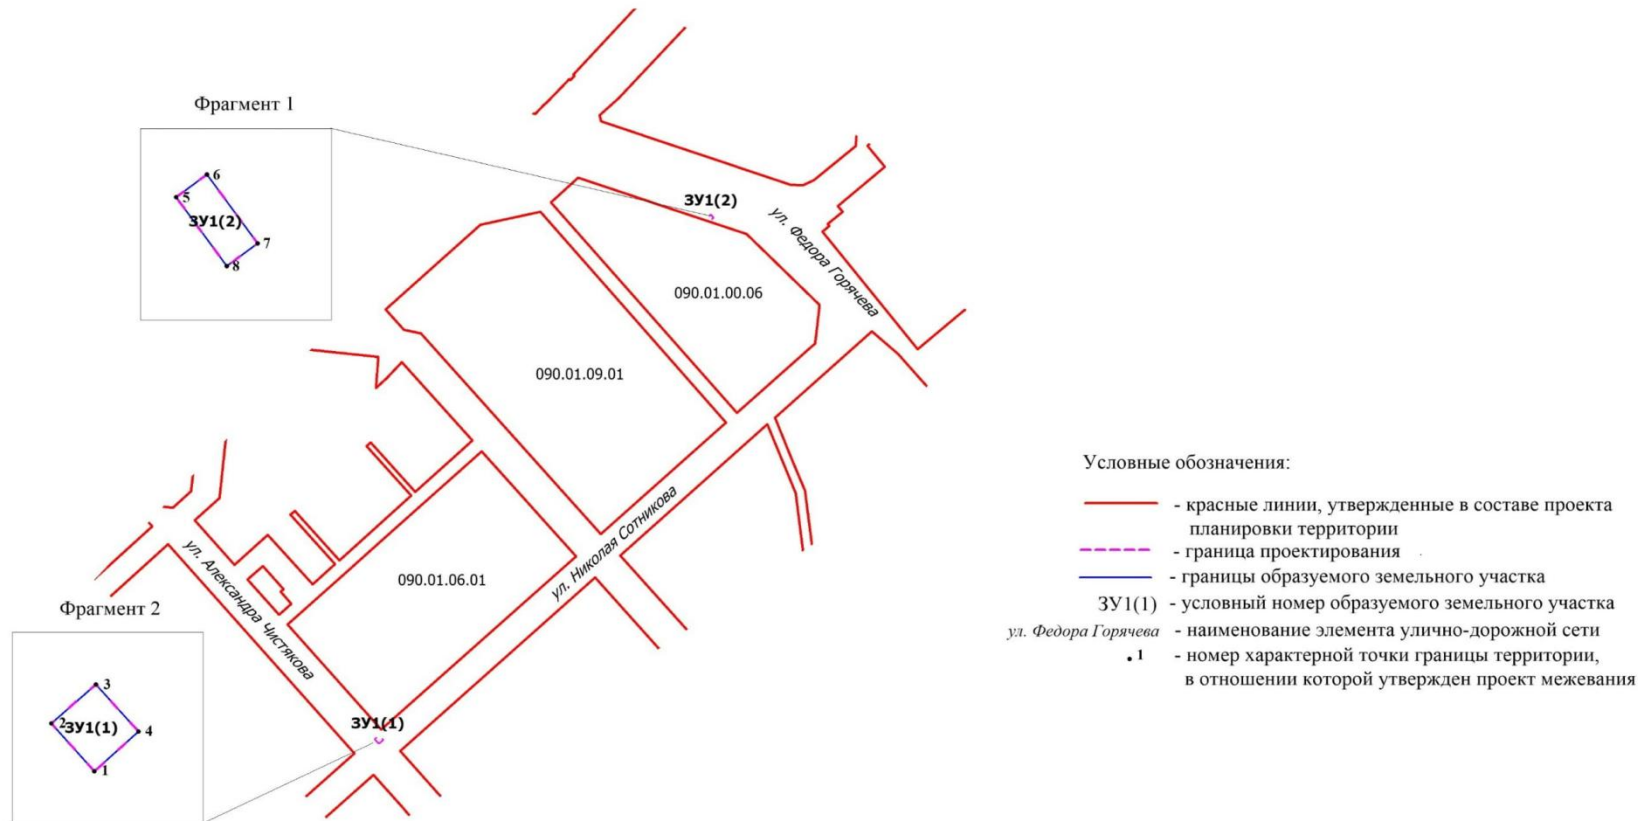 Фрагмент 1
5
6
ЗУ1(2)
7
8
ЗУ1(2)
ул. Федора Горячева
090.01.00.06
090.01.09.01
ул. Николая Сотникова
090.01.06.01
ул. Александра Чистякова
Фрагмент 2
3
2
ЗУ1(1)
4
1
ЗУ1(1)
Условные обозначения:
- красные линии, утвержденные в составе проекта
планировки территории
- граница проектирования
- границы образуемого земельного участка
ЗУ1(1) - условный номер образуемого земельного участка
ул. Федора Горячева - наименование элемента улично-дорожной сети
1 - номер характерной точки границы территории,
в отношении которой утвержден проект межевания